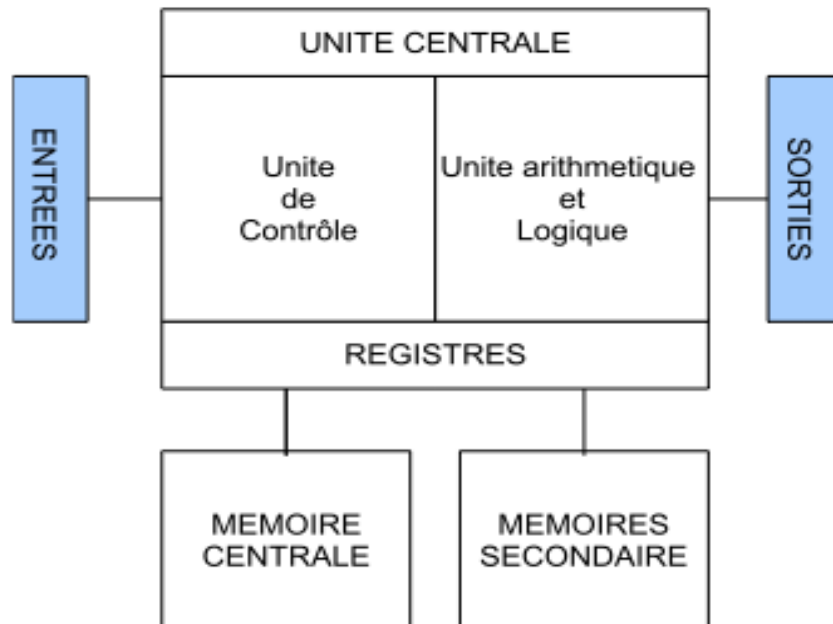 UNITE CENTRALE
ENTREES
Unite
de
Contrôle
Unite arithmetique
et
Logique
SORTIES
REGISTRES
MEMOIRE
CENTRALE
MEMOIRES
SECONDAIRE